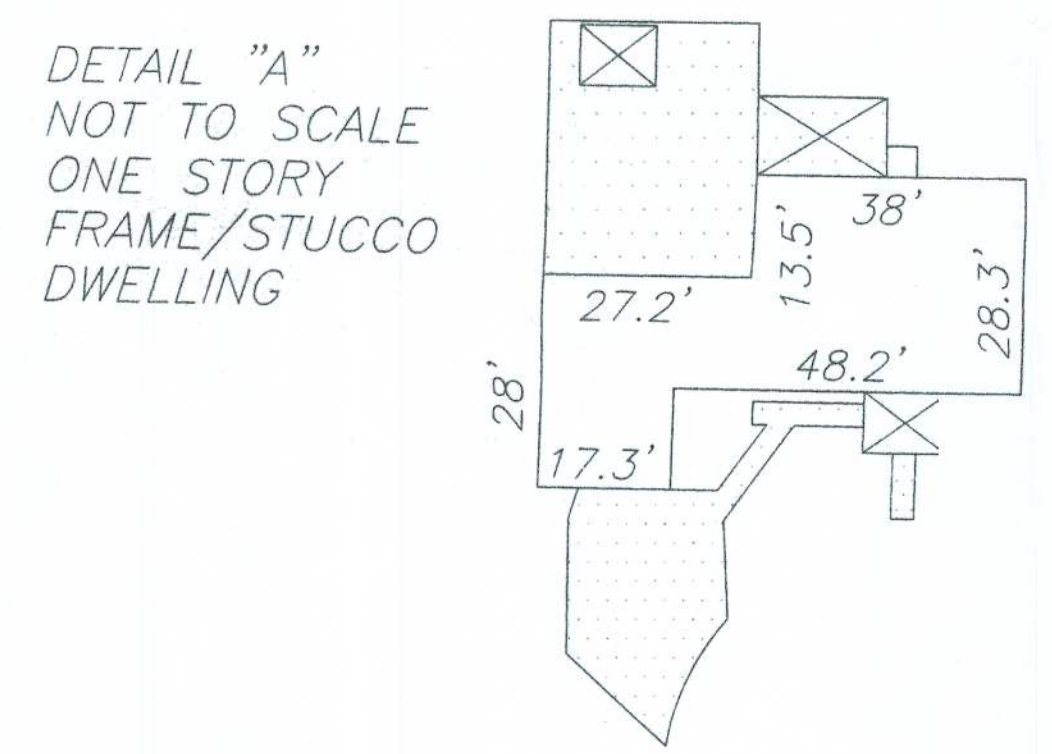 DETAIL "A"
NOT TO SCALE
ONE STORY
FRAME/STUCCO
DWELLING
38'
13.5'
28.3'
27.2'
48.2'
28'
17.3'